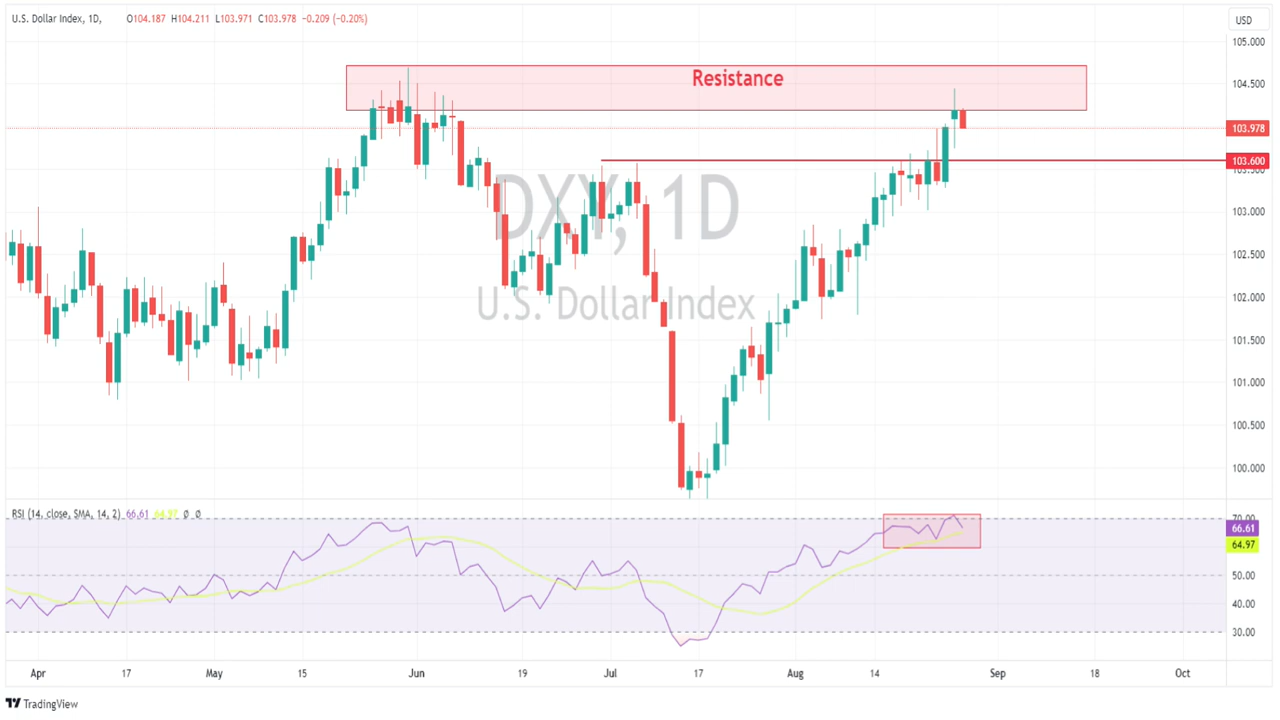 U.S. Dollar Index, 1D, O104.187 H104.211 L103.971 C103.978 −0.209 (−0.20%)
USD
105.000
Resistance
104.500
103.978
103.600
103.500
DXY, 1D
103.000
102.500
U.S. Dollar Index
102.000
101.500
101.000
100.500
100.000
RSI (14, close, SMA, 14, 2) 66.61 64.97 Ø Ø
70.00
66.61
64.97
50.00
40.00
30.00
Apr 17 May 15 Jun 19 Jul 17 Aug 14 Sep 18 Oct
TradingView